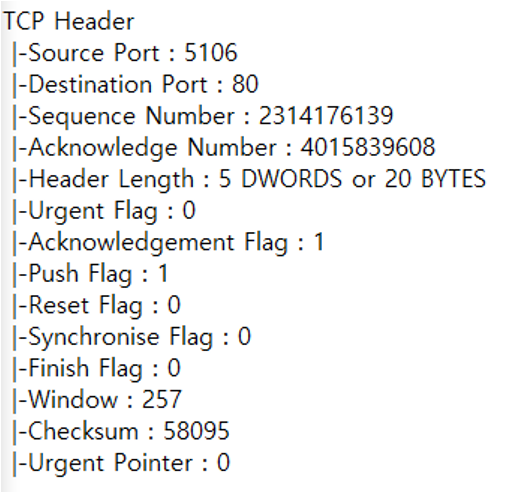 TCP Header
|-Source Port : 5106
|-Destination Port : 80
|-Sequence Number : 2314176139
|-Acknowledge Number : 4015839608
|-Header Length : 5 DWORDS or 20 BYTES
|-Urgent Flag : 0
|-Acknowledgement Flag : 1
|-Push Flag : 1
|-Reset Flag : 0
|-Synchronise Flag : 0
|-Finish Flag : 0
|-Window : 257
|-Checksum : 58095
|-Urgent Pointer : 0